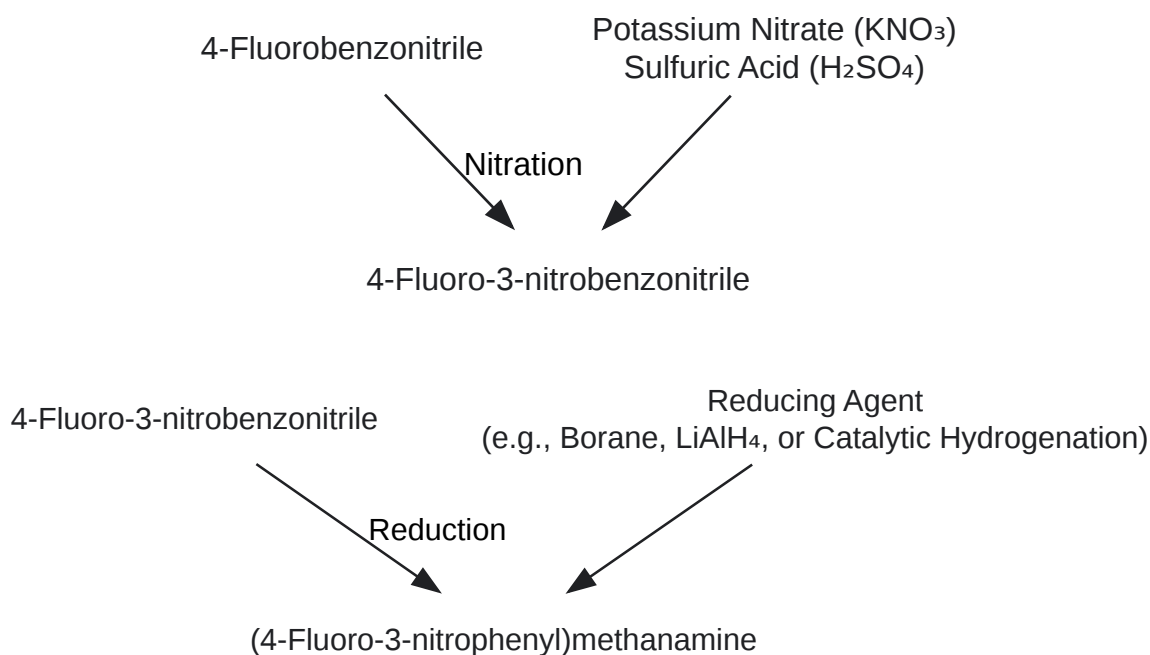 4-Fluorobenzonitrile
Potassium Nitrate (KNO₃)
Sulfuric Acid (H₂SO₄)
Nitration
4-Fluoro-3-nitrobenzonitrile
4-Fluoro-3-nitrobenzonitrile
Reducing Agent
(e.g., Borane, LiAlH₄, or Catalytic Hydrogenation)
Reduction
(4-Fluoro-3-nitrophenyl)methanamine